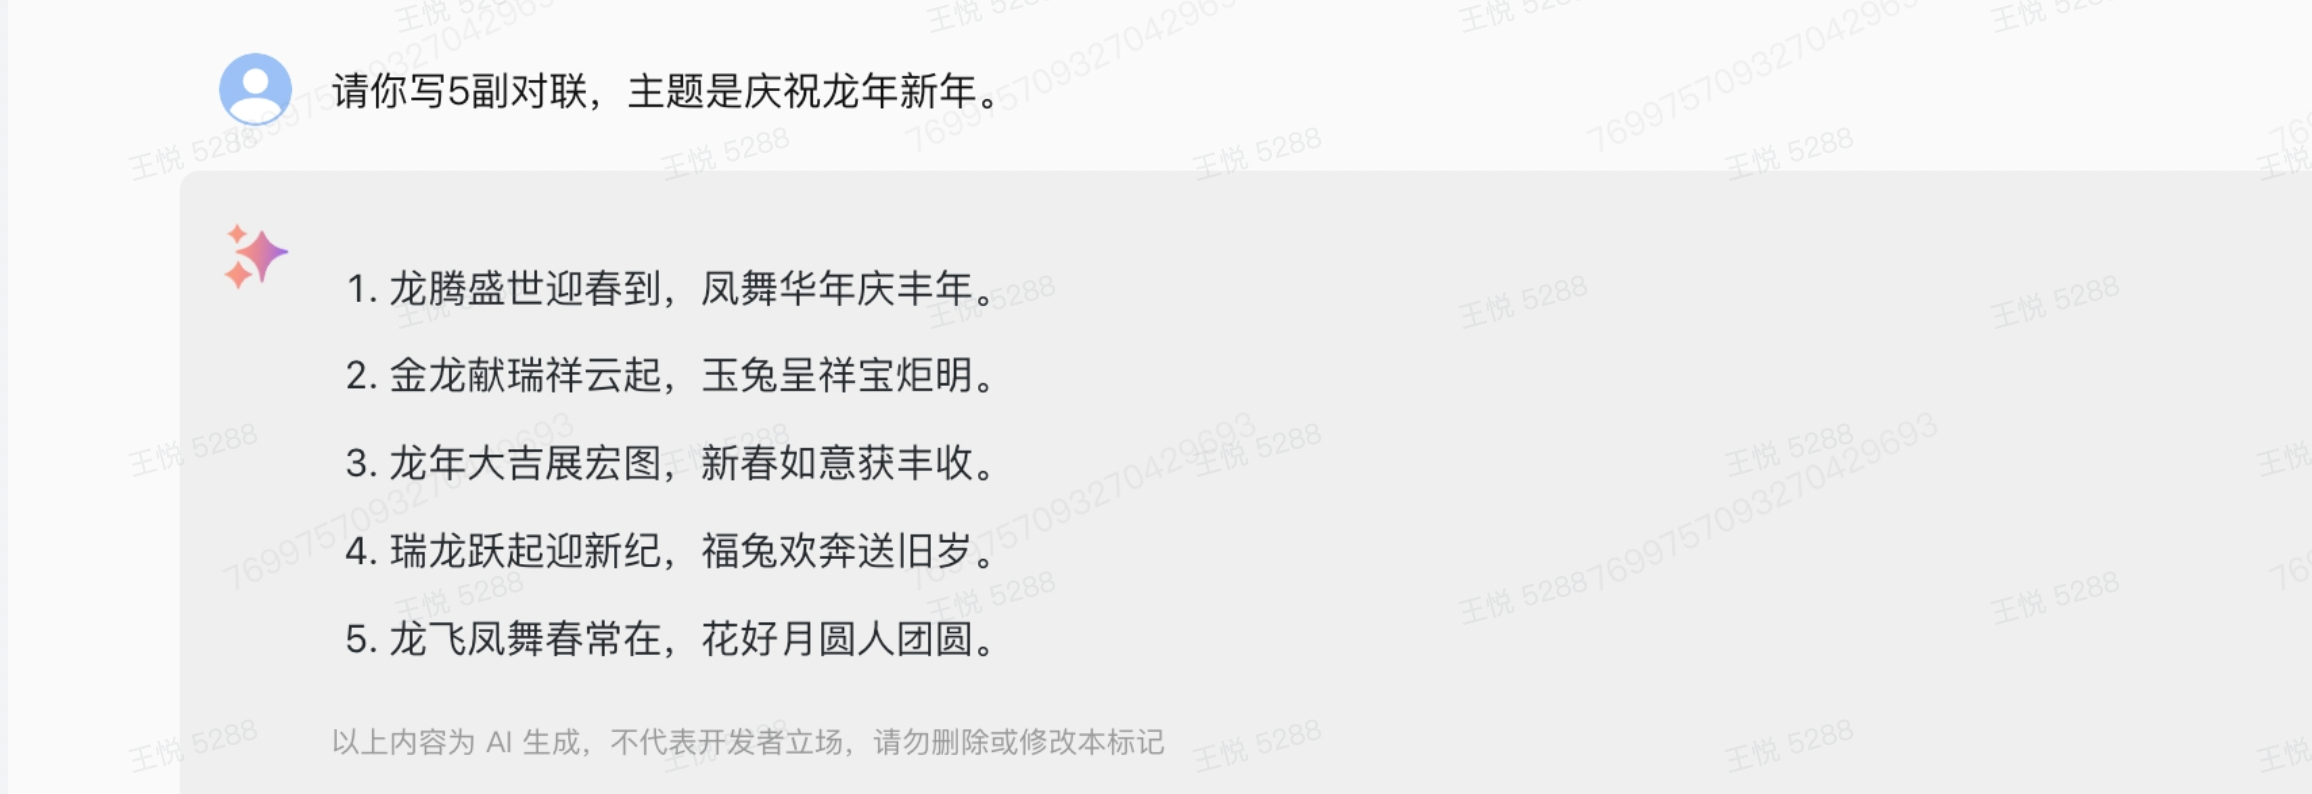 请你写5副对联，主题是庆祝龙年新年。
1. 龙腾盛世迎春到，凤舞华年庆丰年。
2. 金龙献瑞祥云起，玉兔呈祥宝炬明。
3. 龙年大吉展宏图，新春如意获丰收。
4. 瑞龙跃起迎新纪，福兔欢奔送旧岁。
5. 龙飞凤舞春常在，花好月圆人团圆。
以上内容为 AI 生成，不代表开发者立场，请勿删除或修改本标记
王悦 5288
7699757093270429693